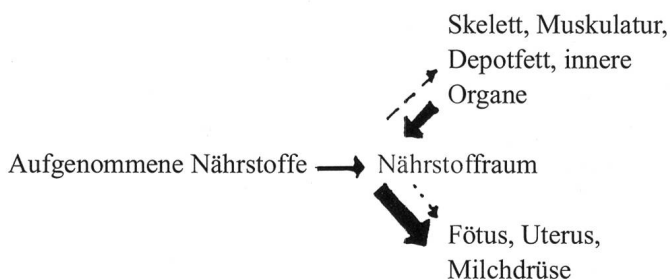 Skelett, Muskulatur,
Depotfett, innere
Organe
Aufgenommene Nährstoffe
Nährstoffraum
Fötus, Uterus,
Milchdrüse